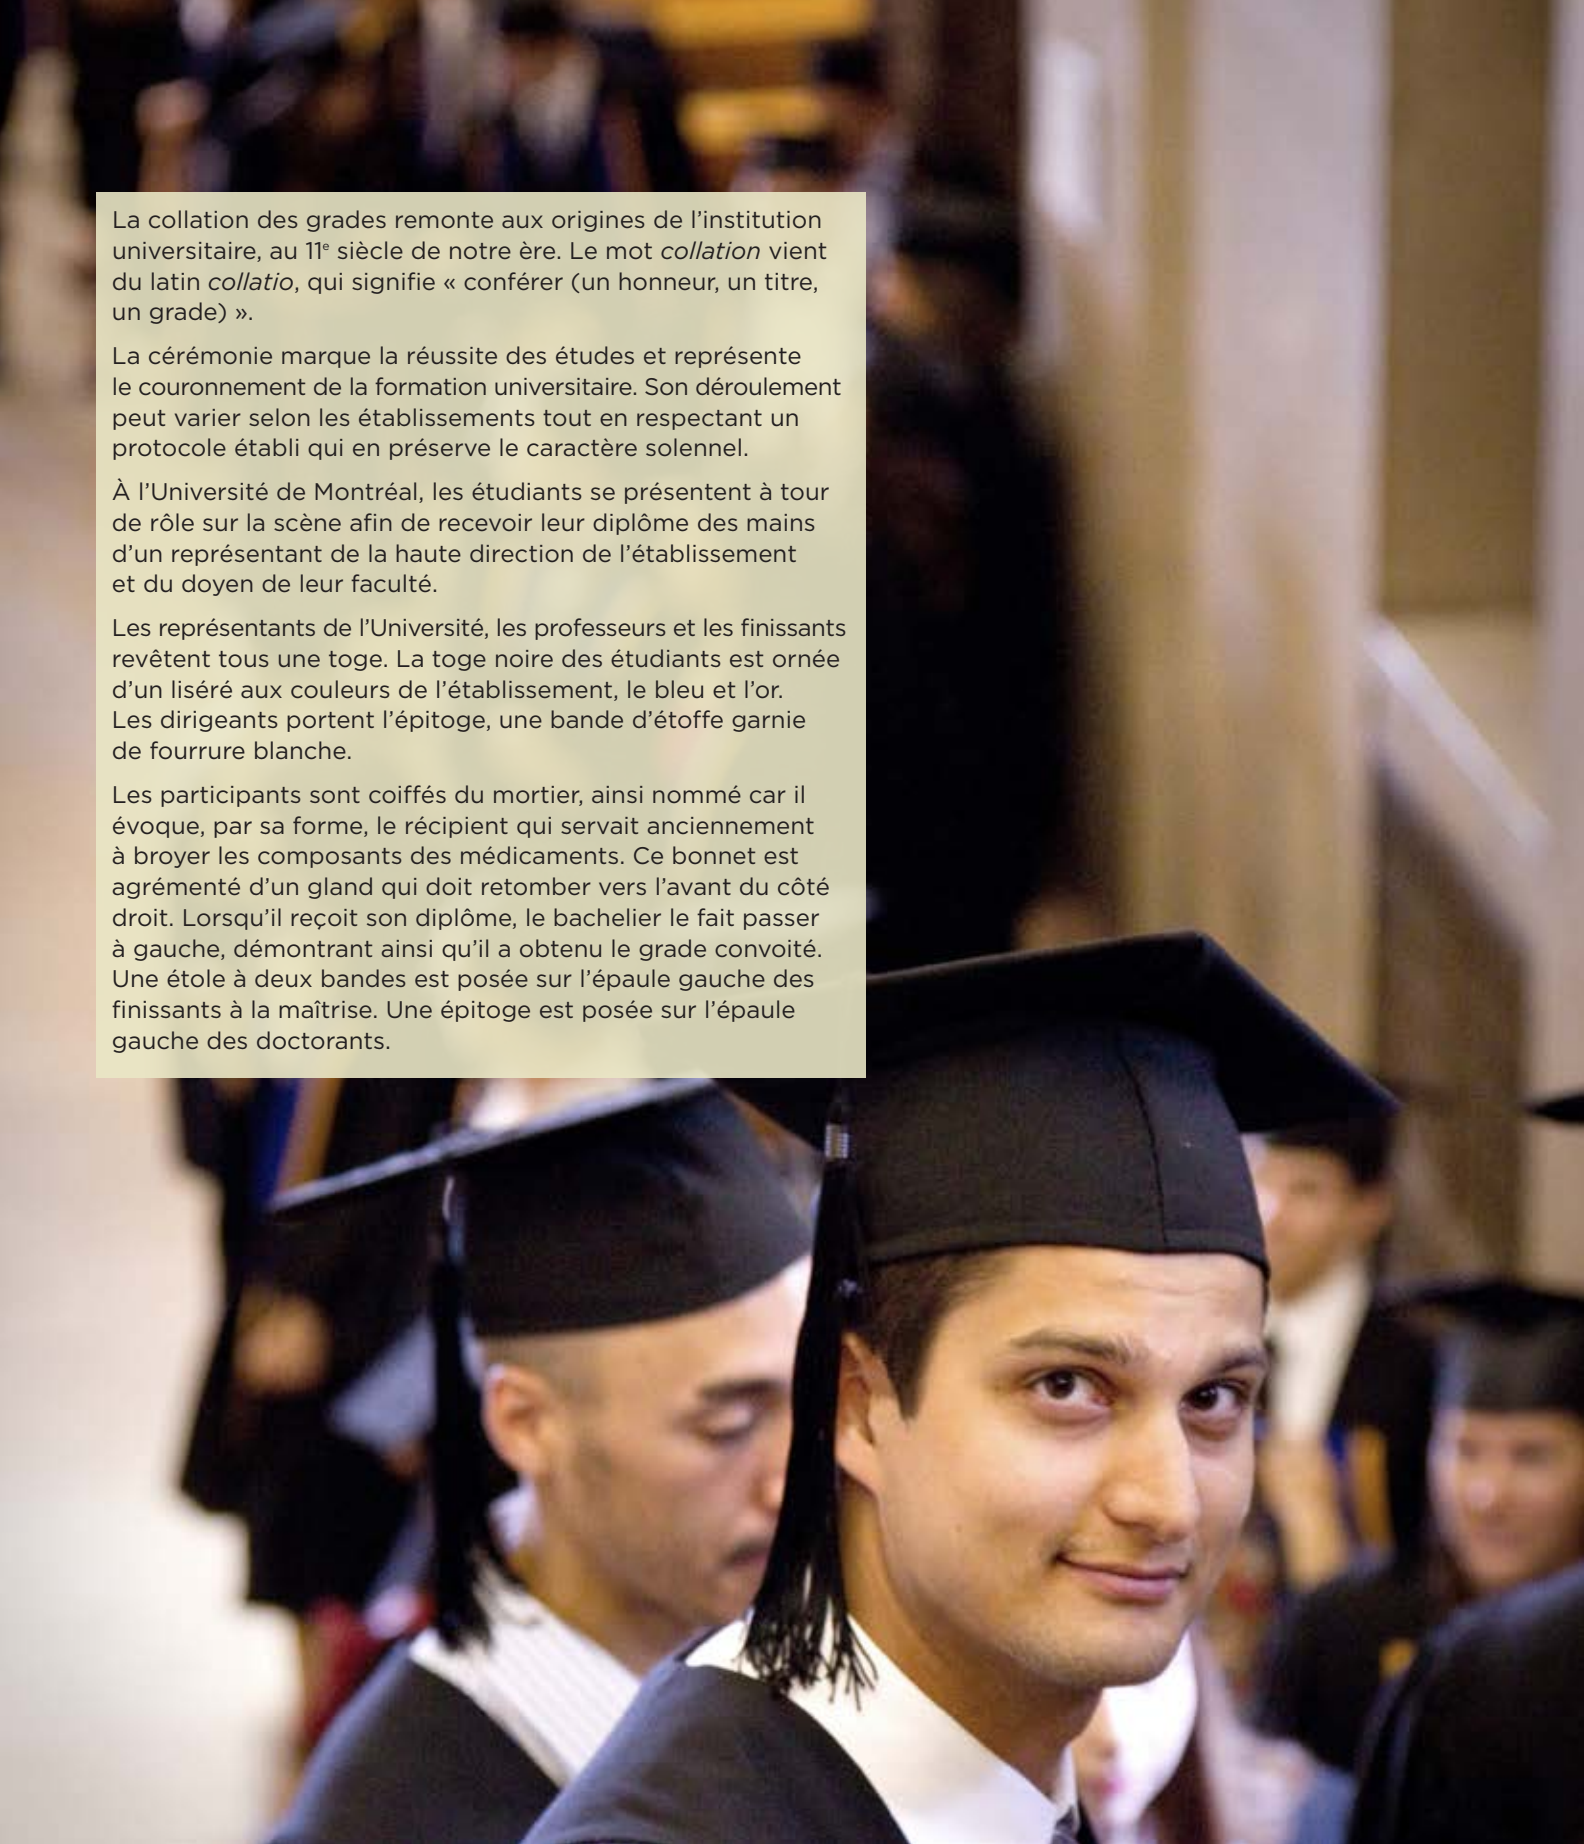 La collation des grades remonte aux origines de l’institution
universitaire, au 11e siècle de notre ère. Le mot collation vient
du latin collatio, qui signifie « conférer (un honneur, un titre,
un grade) ».
La cérémonie marque la réussite des études et représente
le couronnement de la formation universitaire. Son déroulement
peut varier selon les établissements tout en respectant un
protocole établi qui en préserve le caractère solennel.
À l’Université de Montréal, les étudiants se présentent à tour
de rôle sur la scène afin de recevoir leur diplôme des mains
d’un représentant de la haute direction de l’établissement
et du doyen de leur faculté.
Les représentants de l’Université, les professeurs et les finissants
revêtent tous une toge. La toge noire des étudiants est ornée
d’un liséré aux couleurs de l’établissement, le bleu et l’or.
Les dirigeants portent l’épitoge, une bande d’étoffe garnie
de fourrure blanche.
Les participants sont coiffés du mortier, ainsi nommé car il
évoque, par sa forme, le récipient qui servait anciennement
à broyer les composants des médicaments. Ce bonnet est
agrémenté d’un gland qui doit retomber vers l’avant du côté
droit. Lorsqu’il reçoit son diplôme, le bachelier le fait passer
à gauche, démontrant ainsi qu’il a obtenu le grade convoité.
Une étole à deux bandes est posée sur l’épaule gauche des
finissants à la maîtrise. Une épitoge est posée sur l’épaule
gauche des doctorants.